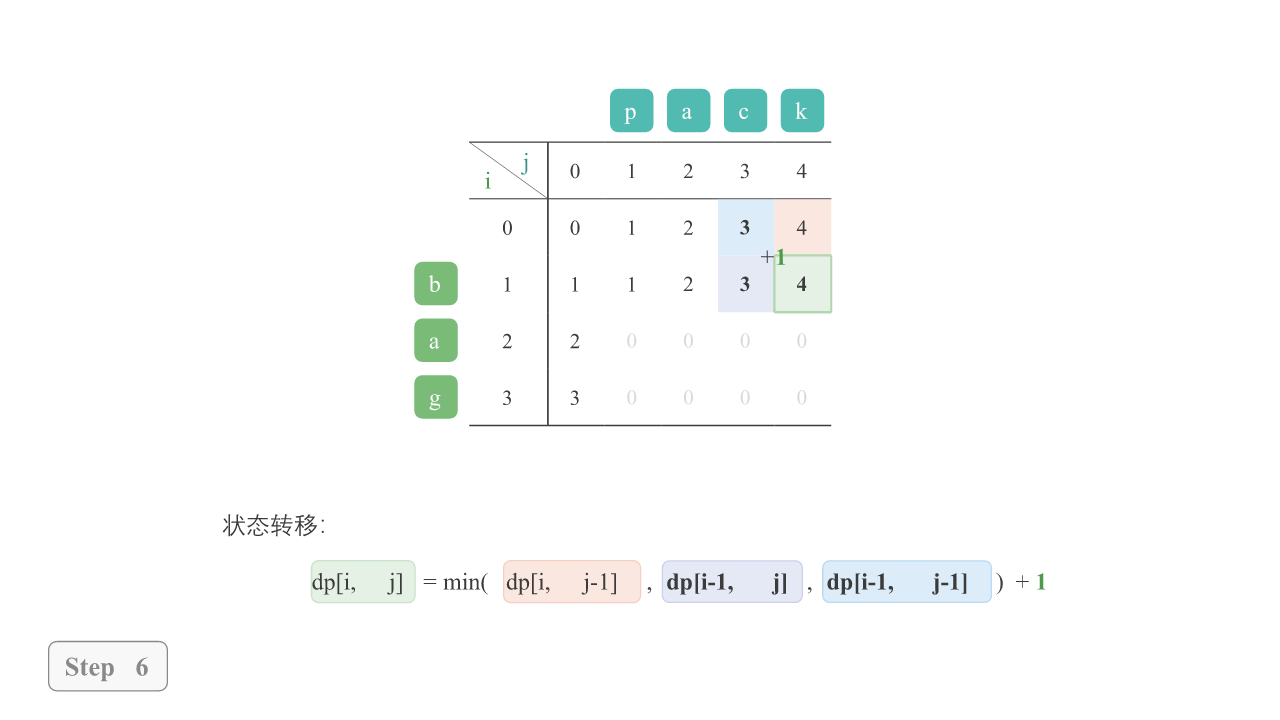 p a c k
j 0 1 2 3 4
i
0 0 1 2 3 4
+1
b 1 1 1 2 3 4
a 2 2 0 0 0 0
g 3 3 0 0 0 0
状态转移：
dp[i, j] = min( dp[i, j-1] , dp[i-1, j] , dp[i-1, j-1] ) + 1
Step 6